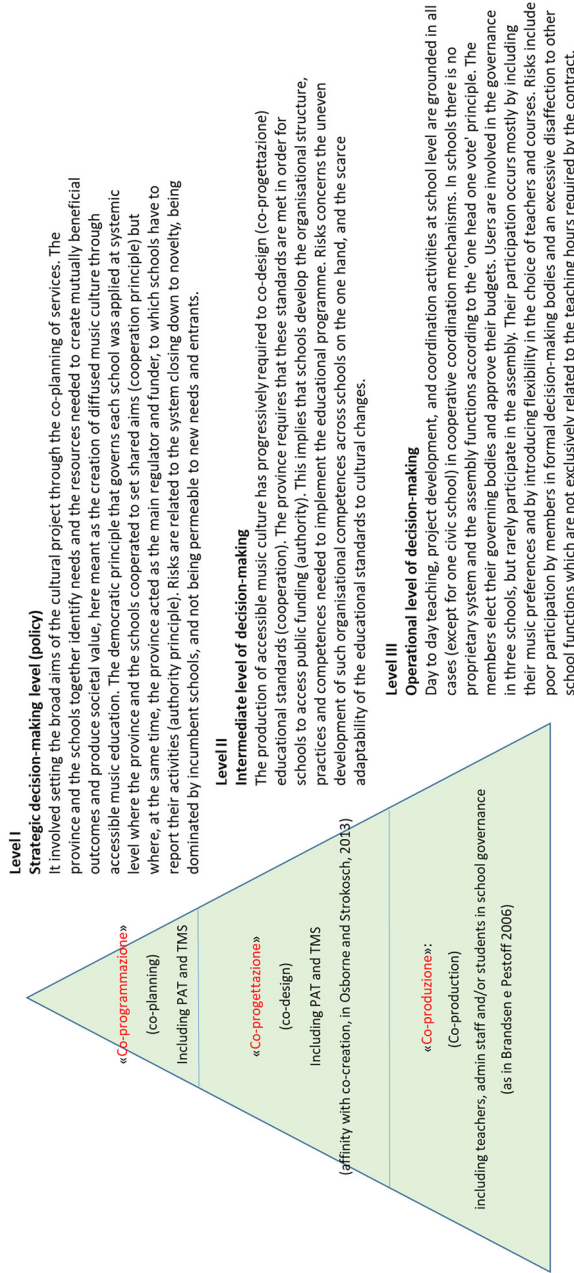 Level I
Strategic decision-making level (policy)
It involved setting the broad aims of the cultural project through the co-planning of services. The
province and the schools together identify needs and the resources needed to create mutually beneficial
outcomes and produce societal value, here meant as the creation of diffused music culture through
accessible music education. The democratic principle that governs each school was applied at systemic
level where the province and the schools cooperated to set shared aims (cooperation principle) but
where, at the same time, the province acted as the main regulator and funder, to which schools have to
report their activities (authority principle). Risks are related to the system closing down to novelty, being
dominated by incumbent schools, and not being permeable to new needs and entrants.
«Co-programmazione»
(co-planning)
Including PAT and TMS
Level II
Intermediate level of decision-making
The production of accessible music culture has progressively required to co-design (co-progettazione)
educational standards (cooperation). The province requires that these standards are met in order for
schools to access public funding (authority). This implies that schools develop the organisational structure,
practices and competences needed to implement the educational programme. Risks concerns the uneven
development of such organisational competences across schools on the one hand, and the scarce
adaptability of the educational standards to cultural changes.
«Co-progettazione»
(co-design)
Including PAT and TMS
(affinity with co-creation, in Osborne and Strokosch, 2013)
Level III
Operational level of decision-making
Day to day teaching, project development, and coordination activities at school level are grounded in all
cases (except for one civic school) in cooperative coordination mechanisms. In schools there is no
proprietary system and the assembly functions according to the 'one head one vote' principle. The
members elect their governing bodies and approve their budgets. Users are involved in the governance
in three schools, but rarely participate in the assembly. Their participation occurs mostly by including
their music preferences and by introducing flexibility in the choice of teachers and courses. Risks include
poor participation by members in formal decision-making bodies and an excessive disaffection to other
school functions which are not exclusively related to the teaching hours required by the contract.
«Co-produzione»:
(Co-production)
including teachers, admin staff and/or students in school governance
(as in Brandsen e Pestoff 2006)